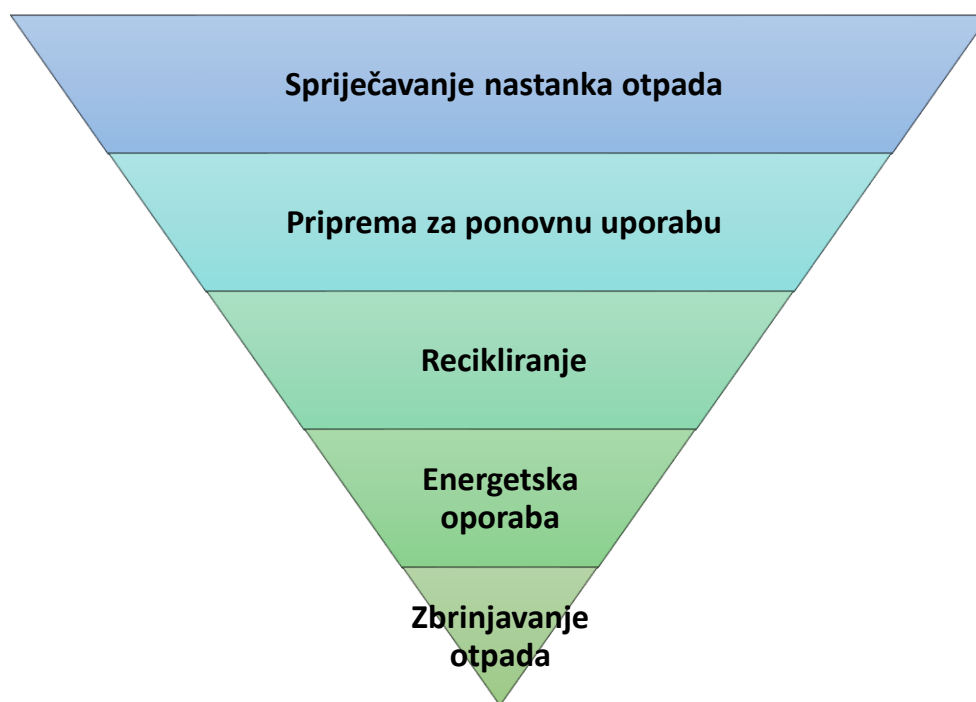 Spriječavanje nastanka otpada
Priprema za ponovnu uporabu
Recikliranje
Energetska
oporaba
Zbrinjavanje
otpada